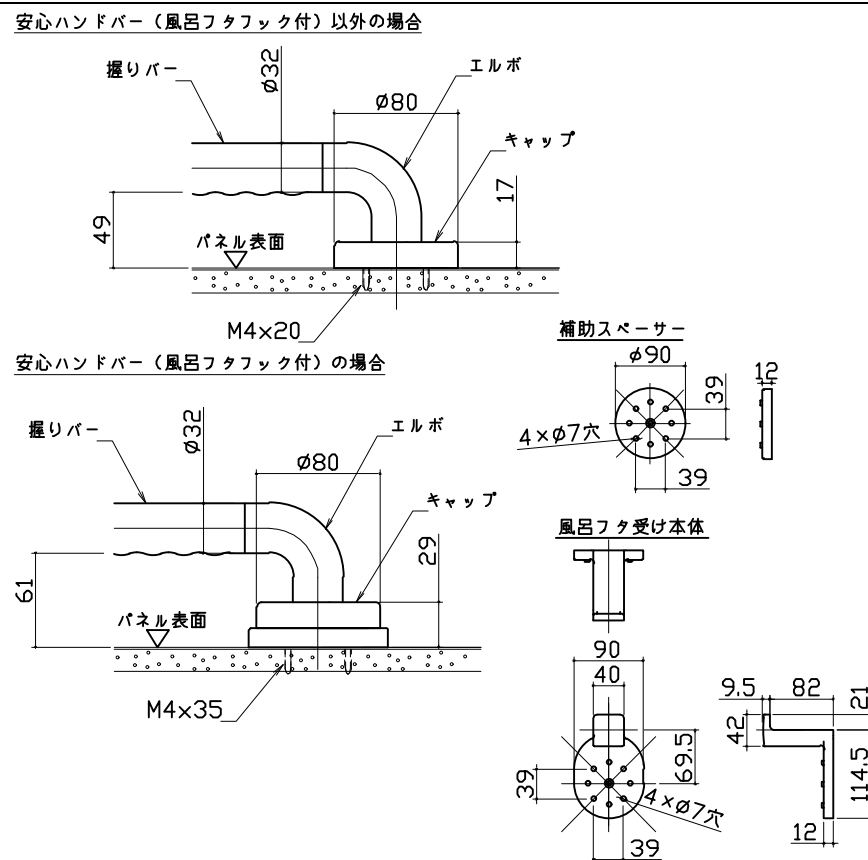 安心ハンドバー（風呂フタフック付）以外の場合
握りバー
ø32
エルボ
ø80
キャップ
17
49
パネル表面
M4x20
安心ハンドバー（風呂フタフック付）の場合
握りバー
ø32
エルボ
ø80
キャップ
29
61
パネル表面
M4x35
補助スペーサー
ø90
12
39
4×ø7穴
39
風呂フタ受け本体
90
40
69.5
39
4×ø7穴
39
9.5
82
21
42
114.5
12